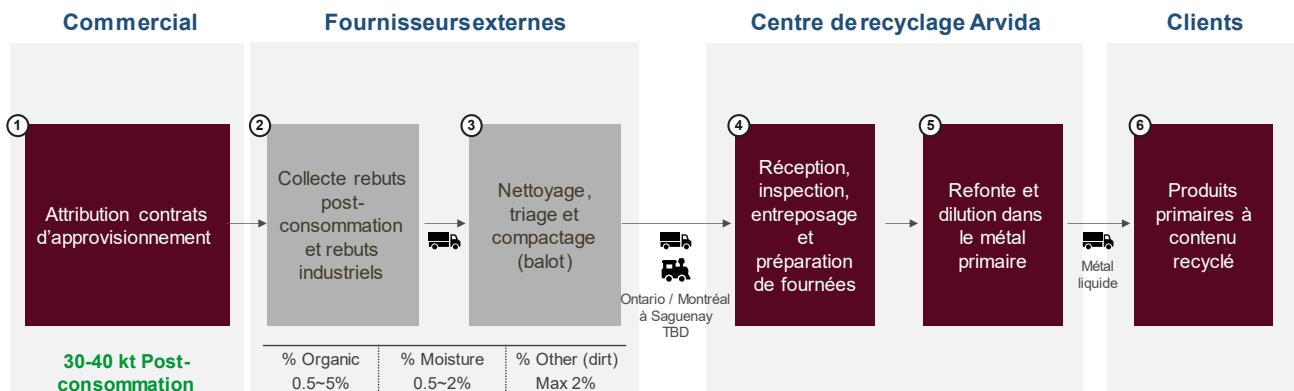 Commercial
Fournisseurs externes
Centre de recyclage Arvida
Clients
1
Attribution contrats
d'approvisionnement
2
Collecte rebuts
post-
consommation
et rebuts
industriels
3
Nettoyage,
triage et
compactage
(balot)
Ontario / Montréal
à Saguenay
TBD
4
Réception,
inspection,
entreposage
et
préparation
de fournées
5
Refonte et
dilution dans
le métal
primaire
Métal
liquide
6
Produits
primaires à
contenu
recyclé
30-40 kt Post-
consommation
% Organic
0.5~5%
% Moisture
0.5~2%
% Other (dirt)
Max 2%